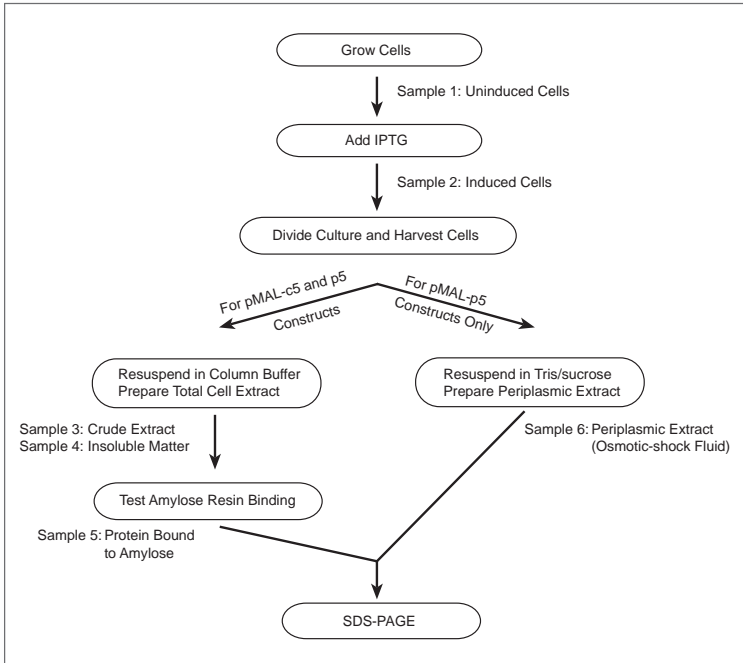 Grow Cells
Sample 1: Uninduced Cells
Add IPTG
Sample 2: Induced Cells
Divide Culture and Harvest Cells
For pMAL-c5 and p5
Constructs
For pMAL-p5
Constructs Only
Resuspend in Column Buffer
Prepare Total Cell Extract
Resuspend in Tris/sucrose
Prepare Periplasmic Extract
Sample 3: Crude Extract
Sample 4: Insoluble Matter
Sample 6: Periplasmic Extract
(Osmotic-shock Fluid)
Test Amylose Resin Binding
Sample 5: Protein Bound
to Amylose
SDS-PAGE